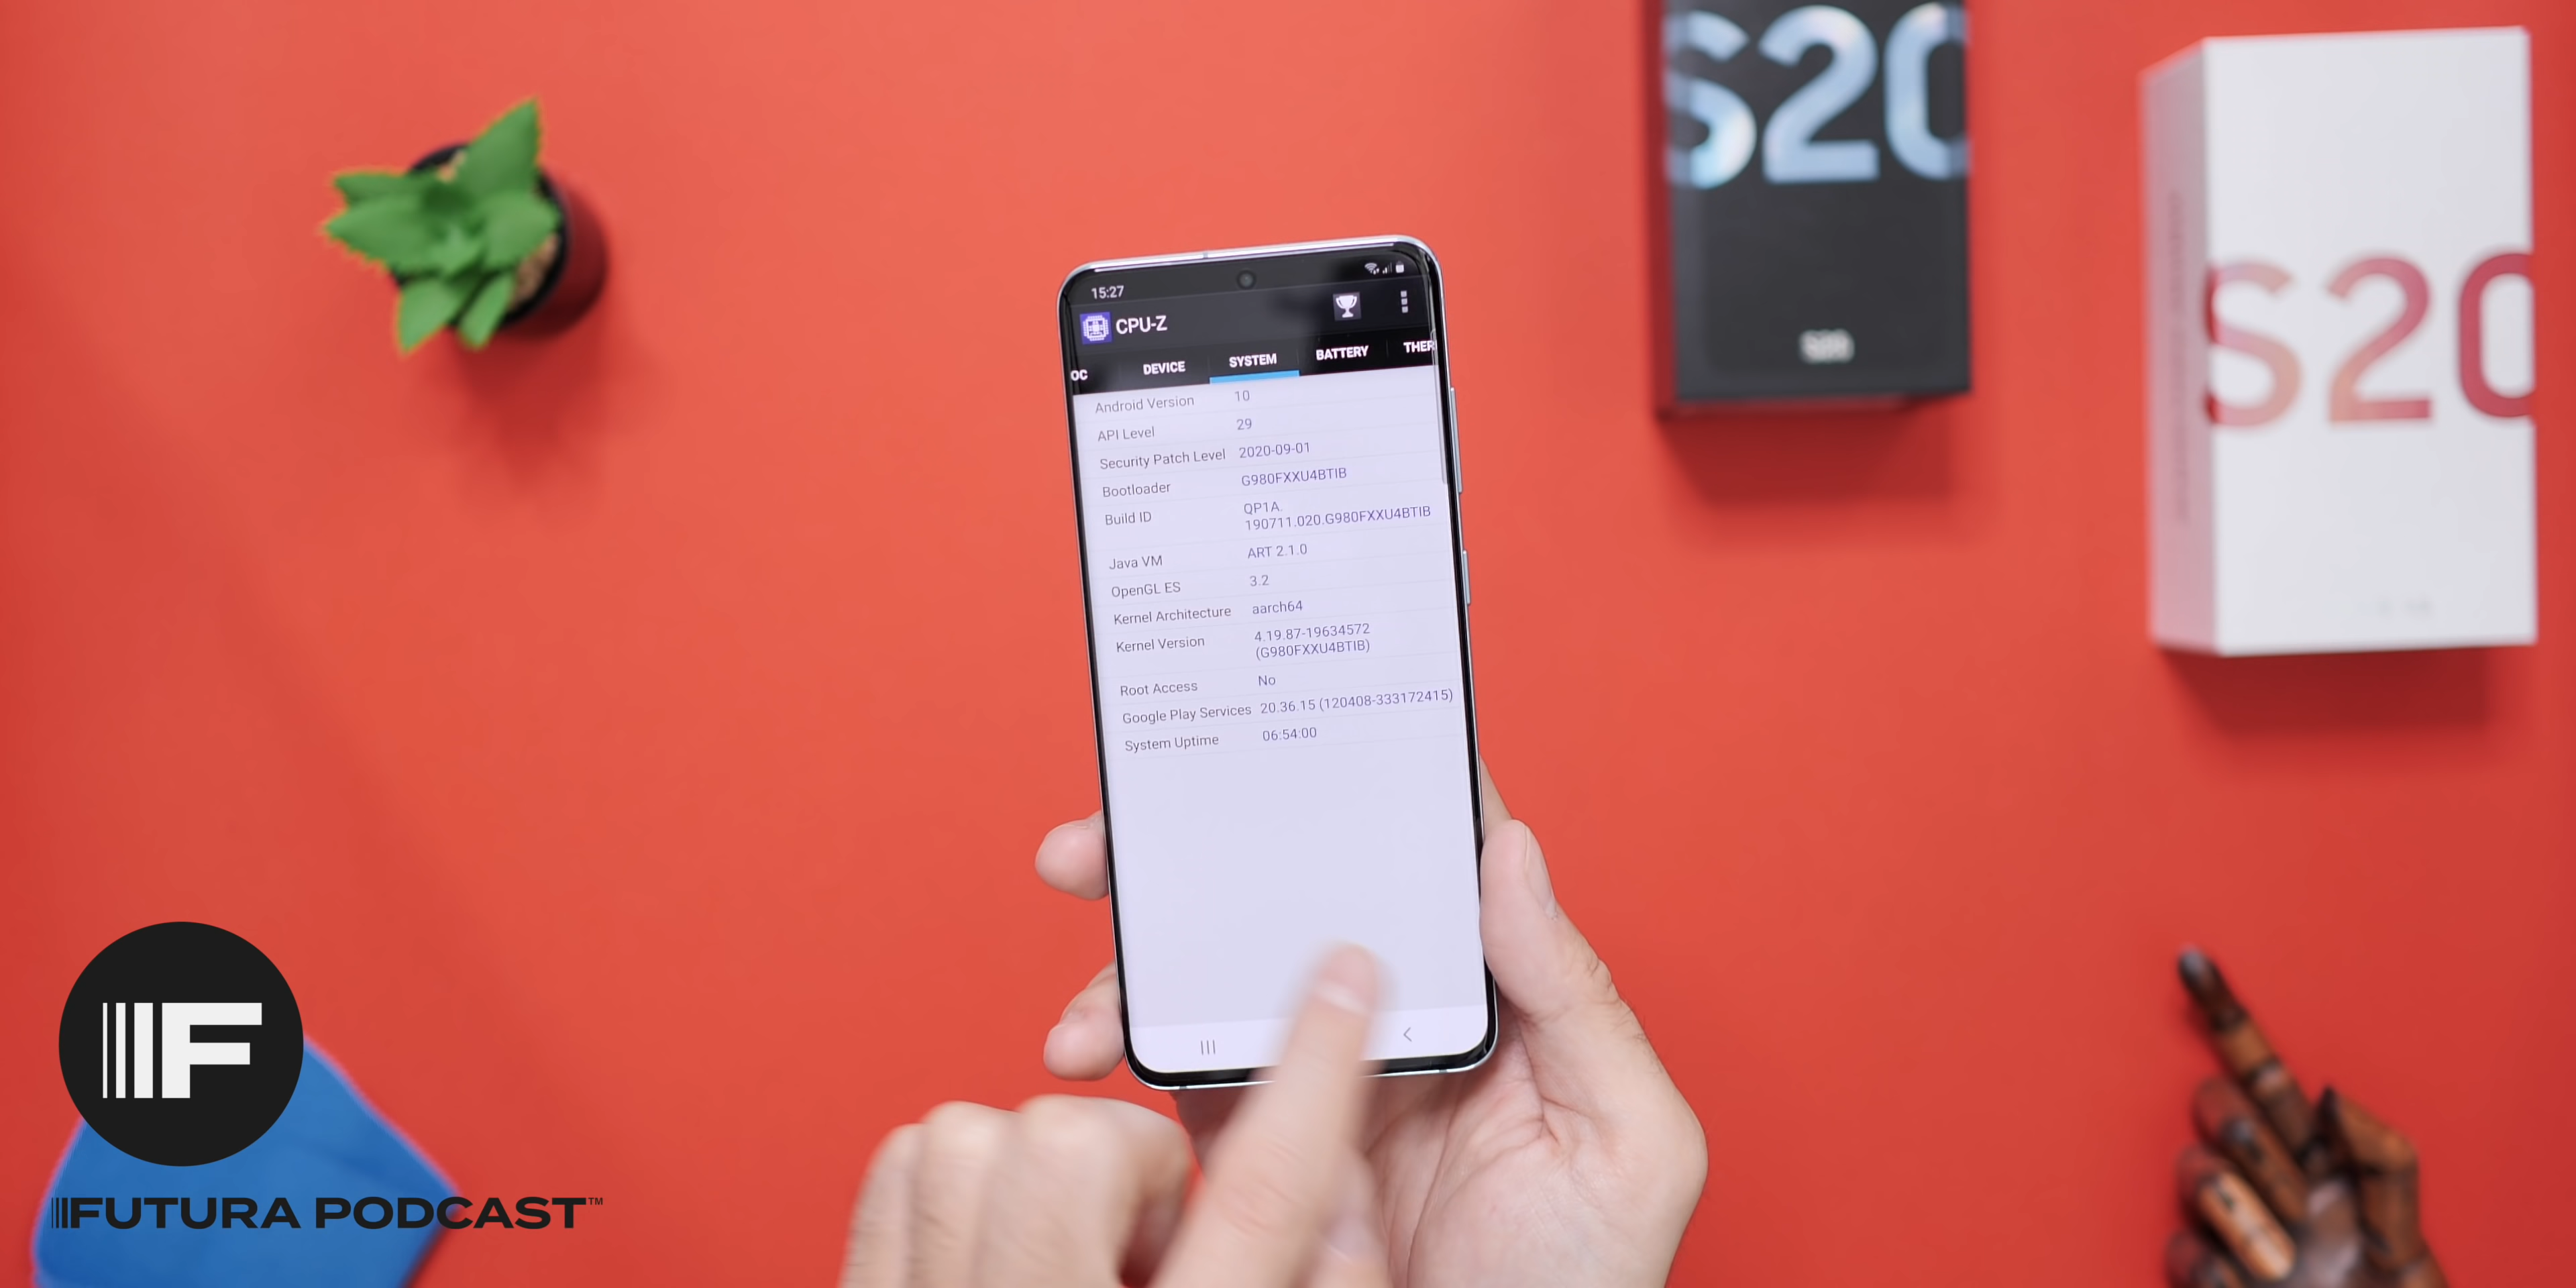 S20
S20
S20
15:27
CPU-Z
OC DEVICE SYSTEM BATTERY THER
Android Version 10
API Level 29
Security Patch Level 2020-09-01
Bootloader G980FXXU4BTIB
Build ID QP1A.
190711.020.G980FXXU4BTIB
Java VM ART 2.1.0
OpenGL ES 3.2
Kernel Architecture aarch64
Kernel Version 4.19.87-19634572
(G980FXXU4BTIB)
Root Access No
Google Play Services 20.36.15 (120408-333172415)
System Uptime 06:54:00
F
FUTURA PODCAST™